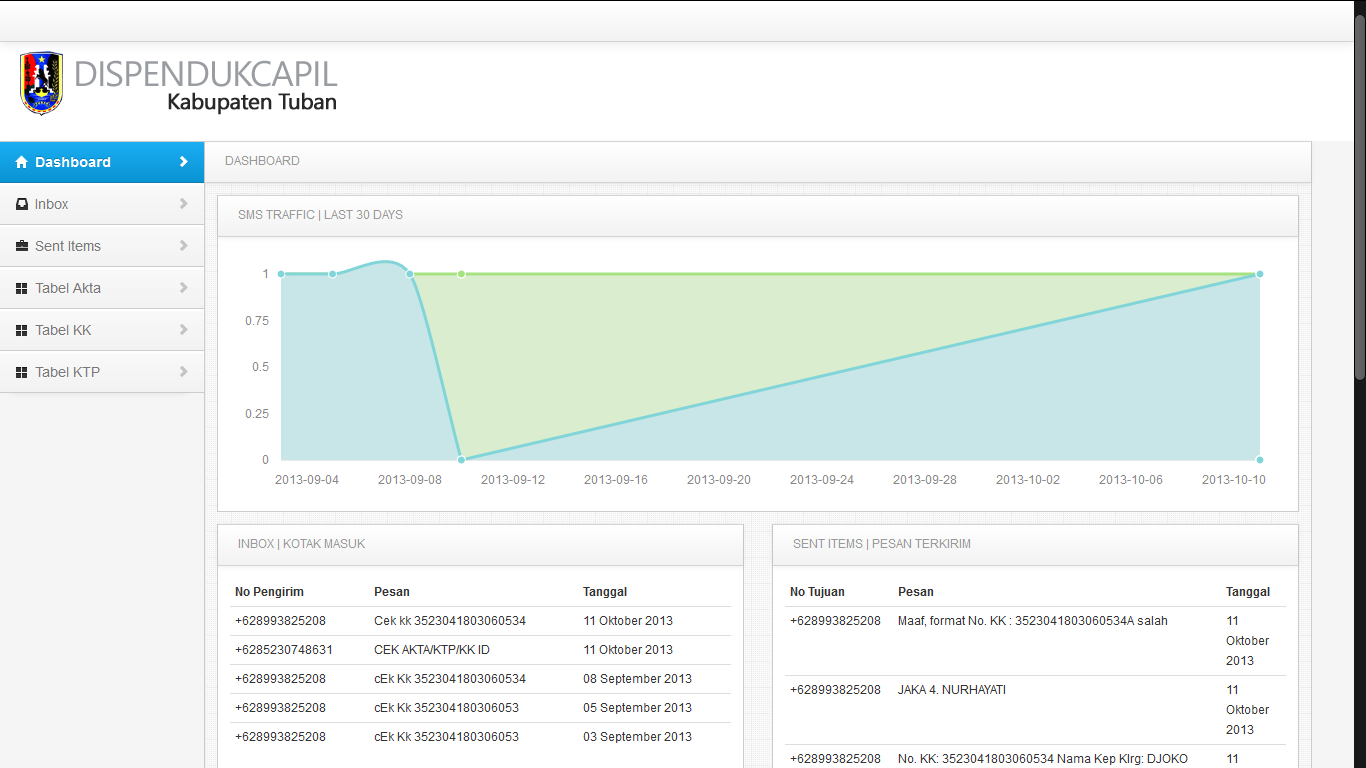 DISPENDUKCAPIL
Kabupaten Tuban
Dashboard
Inbox
Sent Items
Tabel Akta
Tabel KK
Tabel KTP
DASHBOARD
SMS TRAFFIC | LAST 30 DAYS
1
0.75
0.5
0.25
0
2013-09-04 2013-09-08 2013-09-12 2013-09-16 2013-09-20 2013-09-24 2013-09-28 2013-10-02 2013-10-06 2013-10-10
INBOX | KOTAK MASUK
No Pengirim Pesan Tanggal
+628993825208 Cek kk 3523041803060534 11 Oktober 2013
+6285230748631 CEK AKTA/KTP/KK ID 11 Oktober 2013
+628993825208 cEk Kk 3523041803060534 08 September 2013
+628993825208 cEk Kk 352304180306053 05 September 2013
+628993825208 cEk Kk 352304180306053 03 September 2013
SENT ITEMS | PESAN TERKIRIM
No Tujuan Pesan Tanggal
+628993825208 Maaf, format No. KK : 3523041803060534A salah 11
Oktober
2013
+628993825208 JAKA 4. NURHAYATI 11
Oktober
2013
+628993825208 No. KK: 3523041803060534 Nama Kep Klrg: DJOKO 11